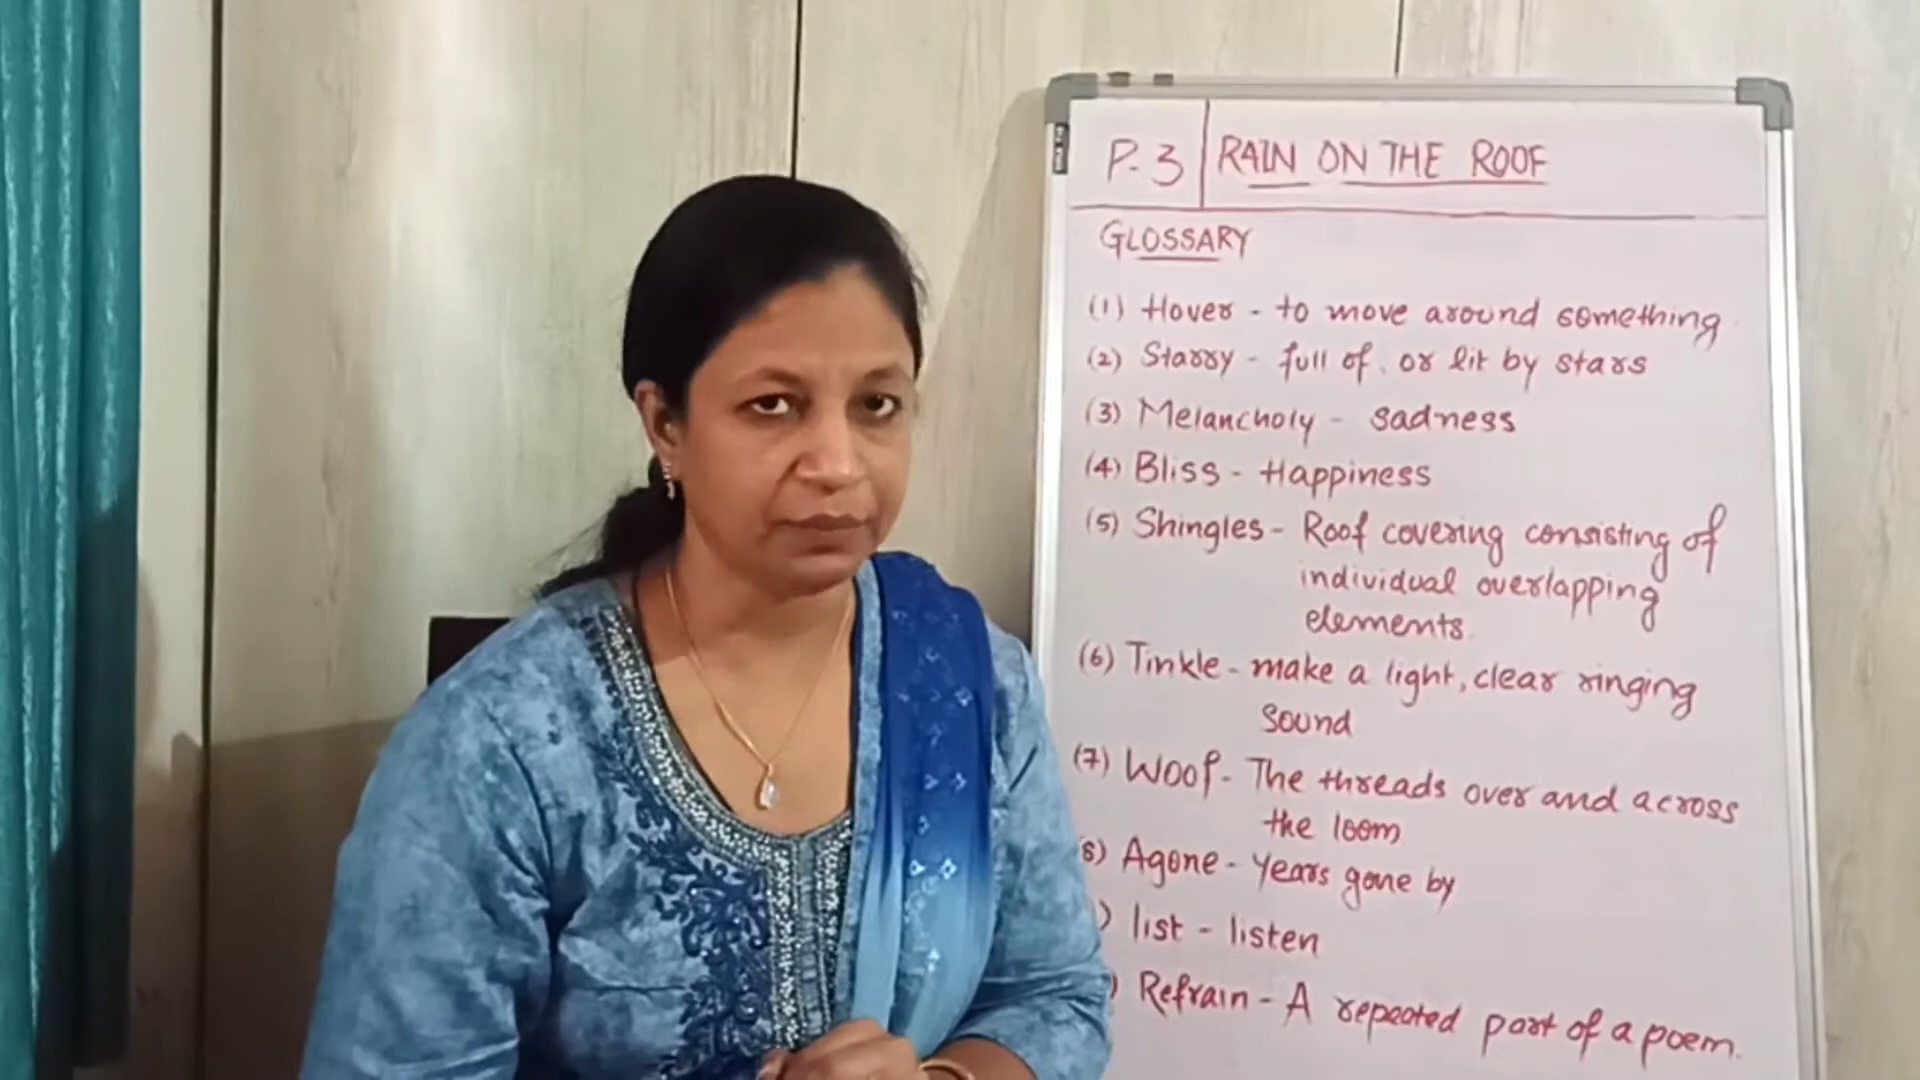 P.3 RAIN ON THE ROOF
GLOSSARY
(1) Hover - to move around something
(2) Starry - full of or lit by stars
(3) Melancholy - sadness
(4) Bliss - Happiness
(5) Shingles - Roof covering consisting of
individual overlapping
elements.
(6) Tinkle - make a light, clear ringing
sound
(7) Woof - The threads over and across
the loom
8) Agone - years gone by
) list - listen
) Refrain - A repeated part of a poem.